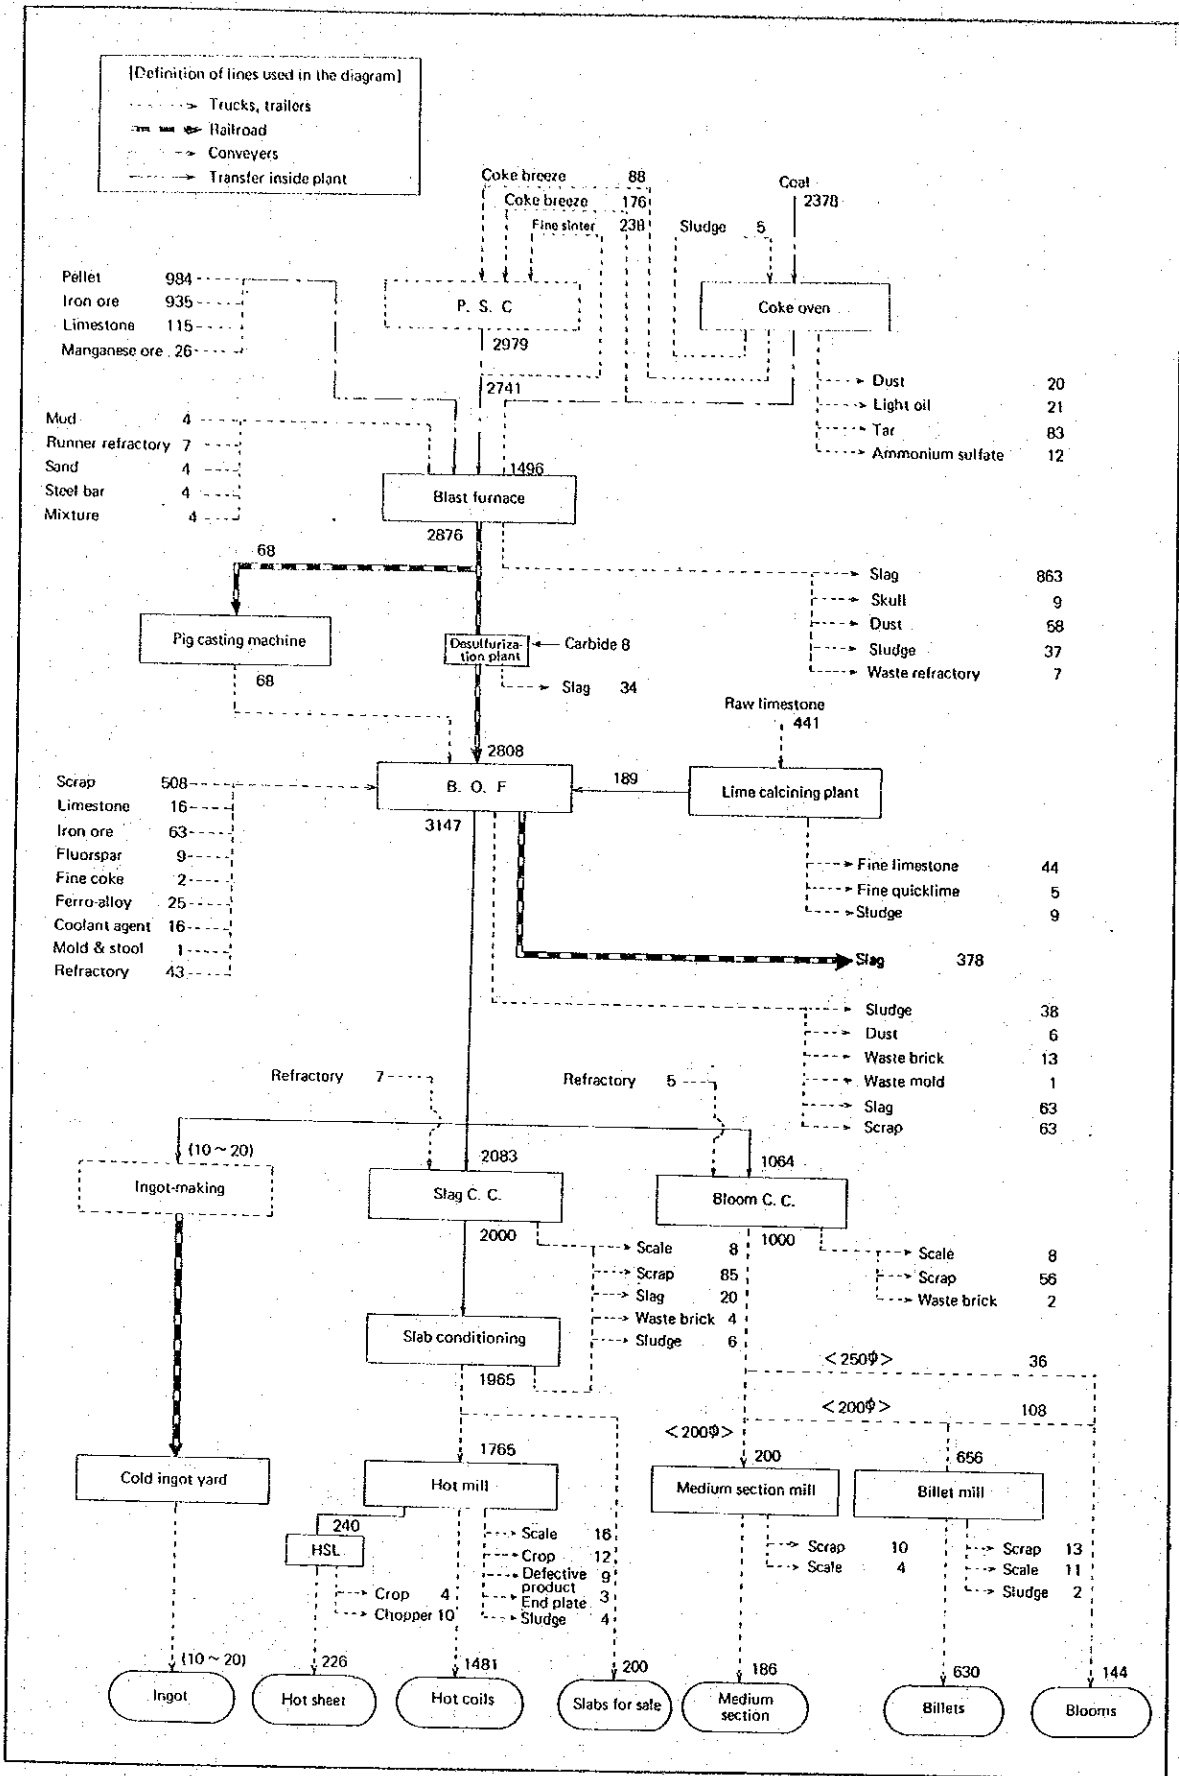 [Definition of lines used in the diagram]
Trucks, trailers
Railroad
Conveyers
Transfer inside plant
Coke breeze 88
Coke breeze 176
Fine sinter 238
Sludge 5
Coal
2378
Pellet 984
Iron ore 935
Limestone 115
Manganese ore 26
P. S. C
2979
2741
Coke oven
Dust 20
Light oil 21
Tar 83
Ammonium sulfate 12
Mud 4
Runner refractory 7
Sand 4
Steel bar 4
Mixture 4
1496
Blast furnace
2876
68
Slag 863
Skull 9
Dust 58
Sludge 37
Waste refractory 7
Pig casting machine
68
Desulfuriza-
tion plant
Carbide 8
Slag 34
Raw limestone
441
2808
B. O. F
3147
189
Lime calcining plant
Scrap 508
Limestone 16
Iron ore 63
Fluorspar 9
Fine coke 2
Ferro-alloy 25
Coolant agent 16
Mold & stool 1
Refractory 43
Fine limestone 44
Fine quicklime 5
Sludge 9
Slag 378
Sludge 38
Dust 6
Waste brick 13
Waste mold 1
Slag 63
Scrap 63
Refractory 7
Refractory 5
(10~20)
Ingot-making
2083
Slag C. C.
2000
1064
Bloom C. C.
1000
Scale 8
Scrap 85
Slag 20
Waste brick 4
Sludge 6
Scale 8
Scrap 56
Waste brick 2
Slab conditioning
1965
<250Φ> 36
<200Φ> 108
<200Φ>
Cold ingot yard
1765
Hot mill
200
Medium section mill
656
Billet mill
240
HSL
Crop 4
Chopper 10
Scale 16
Crop 12
Defective
product 9
End plate 3
Sludge 4
Scrap 10
Scale 4
Scrap 13
Scale 11
Sludge 2
(10~20)
Ingot
226
Hot sheet
1481
Hot coils
200
Slabs for sale
186
Medium
section
630
Billets
144
Blooms